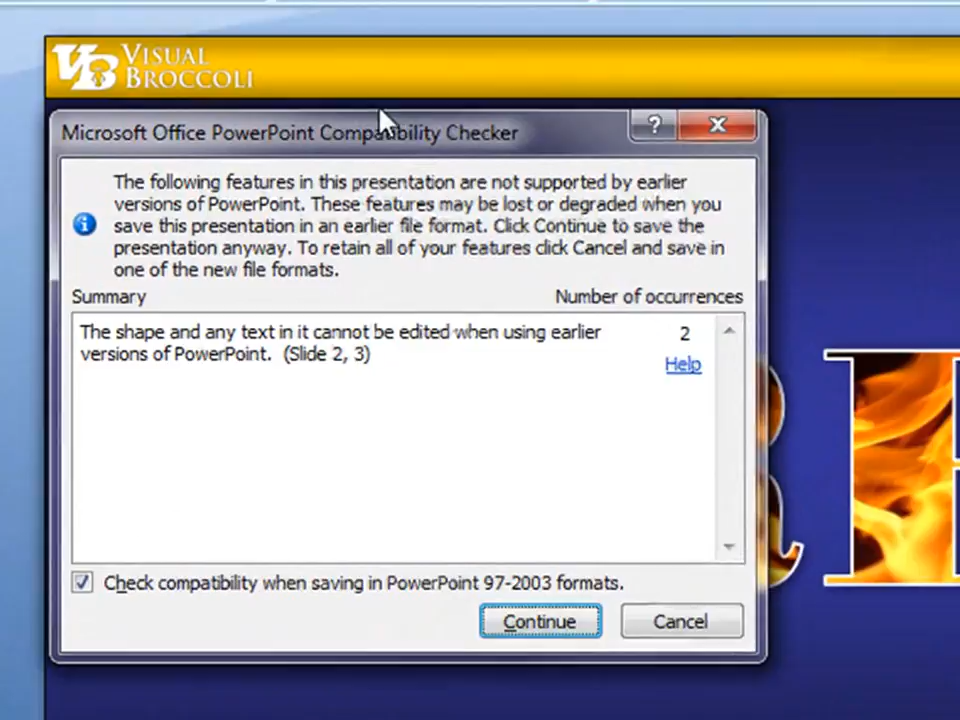 VISUAL
BROCCOLI
Microsoft Office PowerPoint Compatibility Checker
The following features in this presentation are not supported by earlier
versions of PowerPoint. These features may be lost or degraded when you
save this presentation in an earlier file format. Click Continue to save the
presentation anyway. To retain all of your features click Cancel and save in
one of the new file formats.
Summary Number of occurrences
The shape and any text in it cannot be edited when using earlier 2
versions of PowerPoint. (Slide 2, 3) Help
Check compatibility when saving in PowerPoint 97-2003 formats.
Continue Cancel